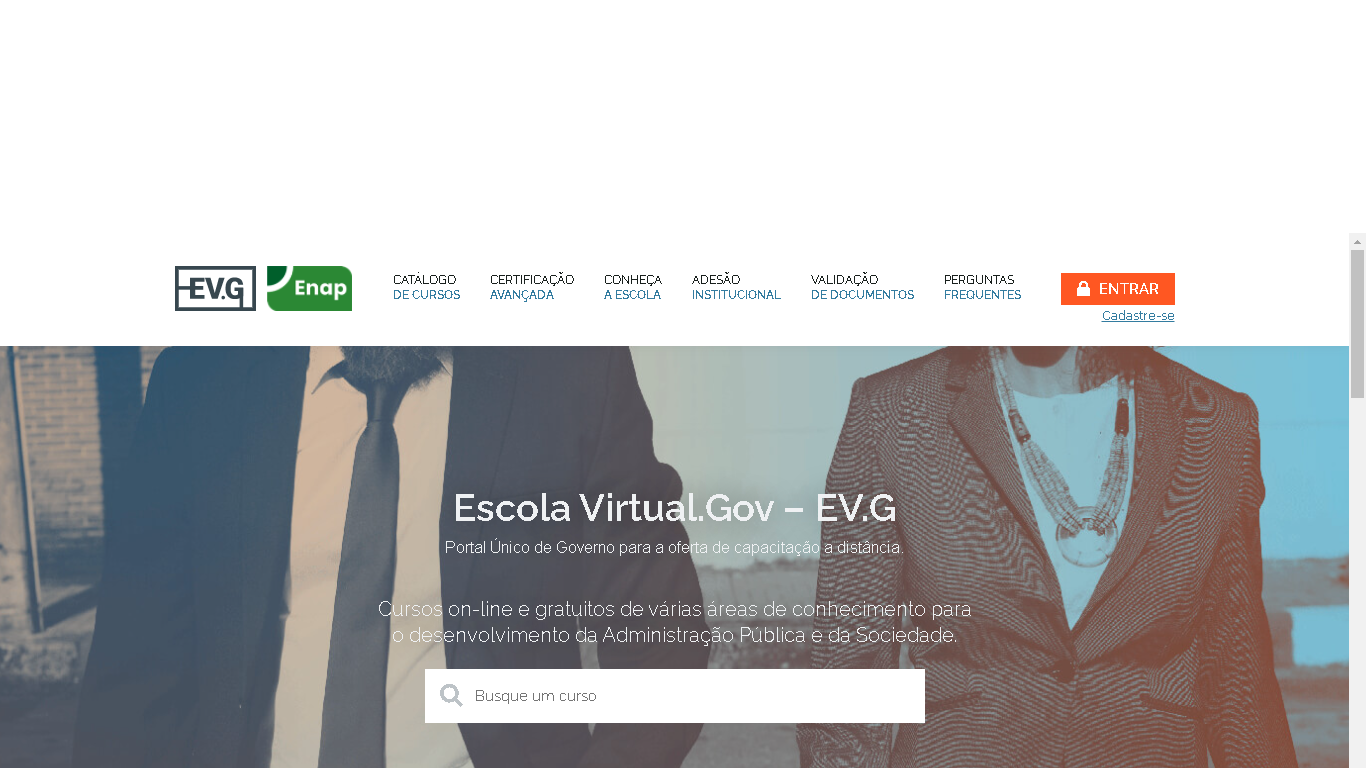 EV.G
Enap
CATÁLOGO
DE CURSOS
CERTIFICAÇÃO
AVANÇADA
CONHEÇA
A ESCOLA
ADESÃO
INSTITUCIONAL
VALIDAÇÃO
DE DOCUMENTOS
PERGUNTAS
FREQUENTES
ENTRAR
Cadastre-se
Escola Virtual.Gov – EV.G
Portal Único de Governo para a oferta de capacitação a distância.
Cursos on-line e gratuitos de várias áreas de conhecimento para
o desenvolvimento da Administração Pública e da Sociedade.
Busque um curso